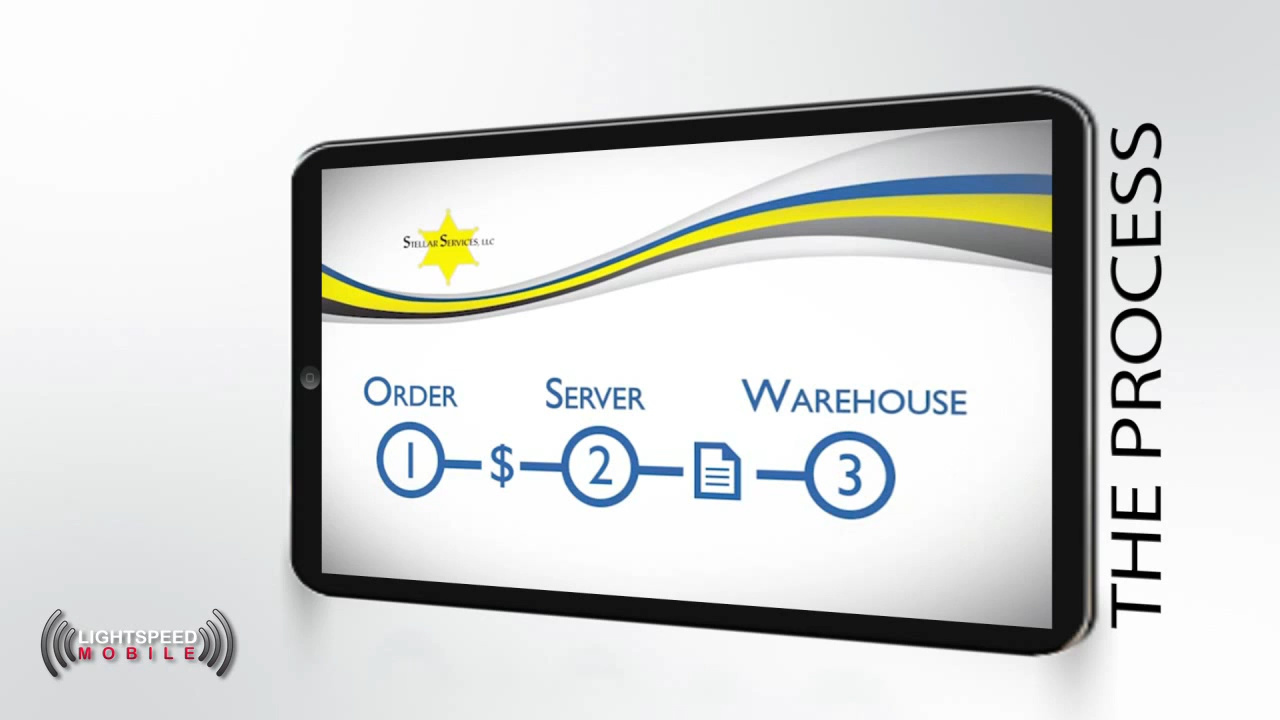 STELLAR SERVICES, LLC
ORDER SERVER WAREHOUSE
1 $ 2 3
THE PROCESS
LIGHTSPEED
MOBILE